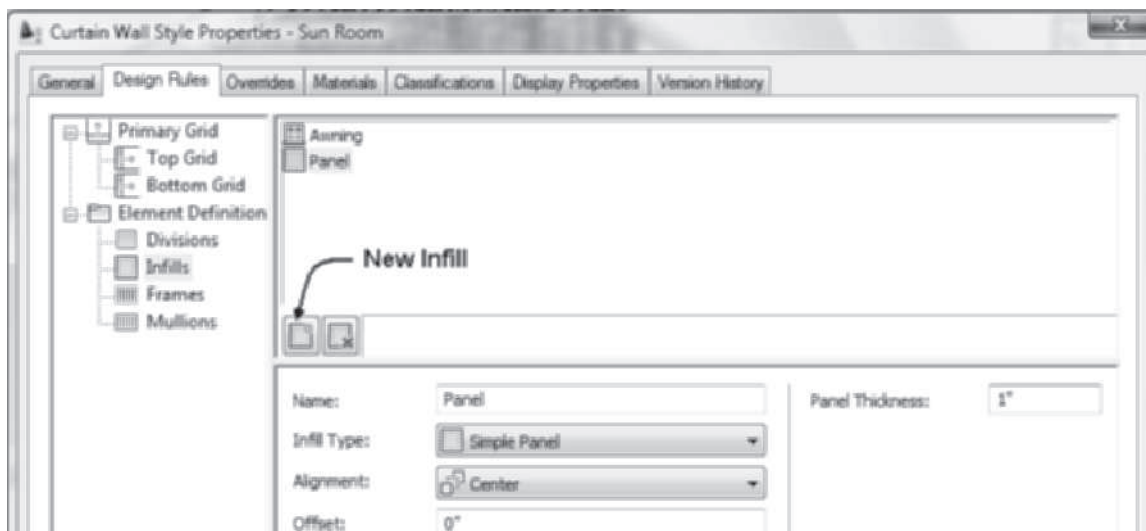 Curtain Wall Style Properties - Sun Room
General Design Rules Overrides Materials Classifications Display Properties Version History
Primary Grid
Top Grid
Bottom Grid
Element Definition
Divisions
Infills
Frames
Mullions
Awning
Panel
New Infill
Name: Panel
Infill Type: Simple Panel
Alignment: Center
Offset: 0"
Panel Thickness: 1"